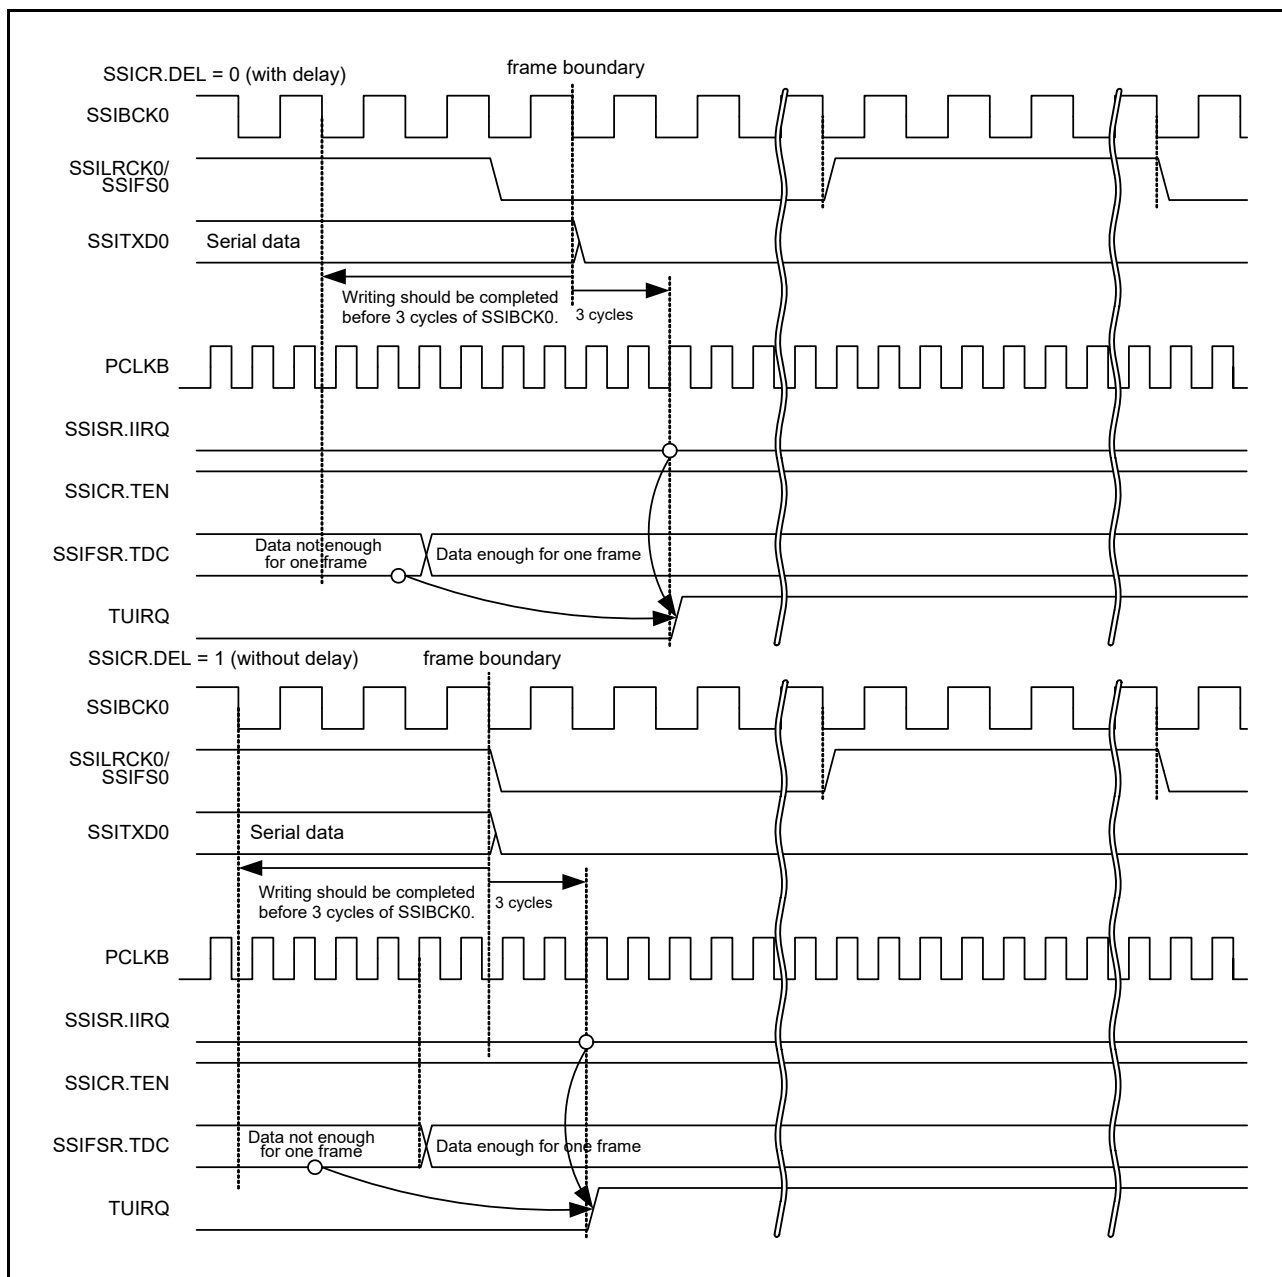 frame boundary
SSICR.DEL = 0 (with delay)
SSIBCK0
SSILRCK0/
SSIFS0
SSITXD0
Serial data
Writing should be completed
before 3 cycles of SSIBCK0.
3 cycles
PCLKB
SSISR.IIRQ
SSICR.TEN
SSIFSR.TDC
Data not enough
for one frame
Data enough for one frame
TUIRQ
SSICR.DEL = 1 (without delay)
frame boundary
SSIBCK0
SSILRCK0/
SSIFS0
SSITXD0
Serial data
Writing should be completed
before 3 cycles of SSIBCK0.
3 cycles
PCLKB
SSISR.IIRQ
SSICR.TEN
SSIFSR.TDC
Data not enough
for one frame
Data enough for one frame
TUIRQ